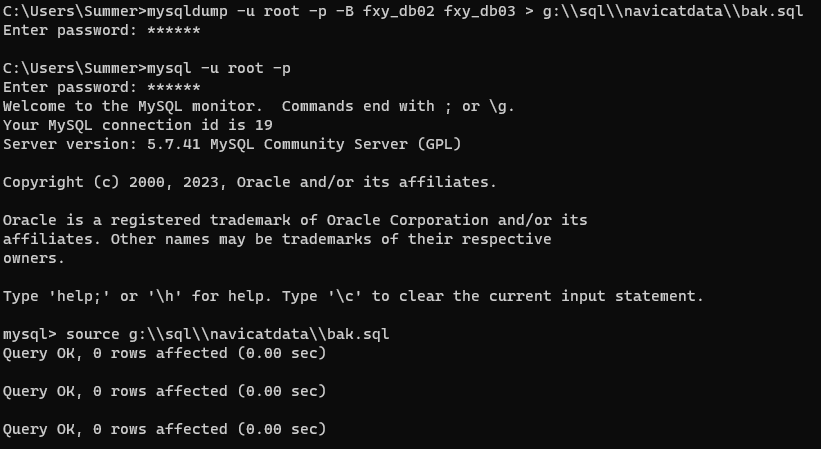 C:\Users\Summer>mysqldump -u root -p -B fxy_db02 fxy_db03 > g:\\sql\\navicatdata\\bak.sql
Enter password: ******
C:\Users\Summer>mysql -u root -p
Enter password: ******
Welcome to the MySQL monitor.  Commands end with ; or \g.
Your MySQL connection id is 19
Server version: 5.7.41 MySQL Community Server (GPL)
Copyright (c) 2000, 2023, Oracle and/or its affiliates.
Oracle is a registered trademark of Oracle Corporation and/or its
affiliates. Other names may be trademarks of their respective
owners.
Type 'help;' or '\h' for help. Type '\c' to clear the current input statement.
mysql> source g:\\sql\\navicatdata\\bak.sql
Query OK, 0 rows affected (0.00 sec)
Query OK, 0 rows affected (0.00 sec)
Query OK, 0 rows affected (0.00 sec)